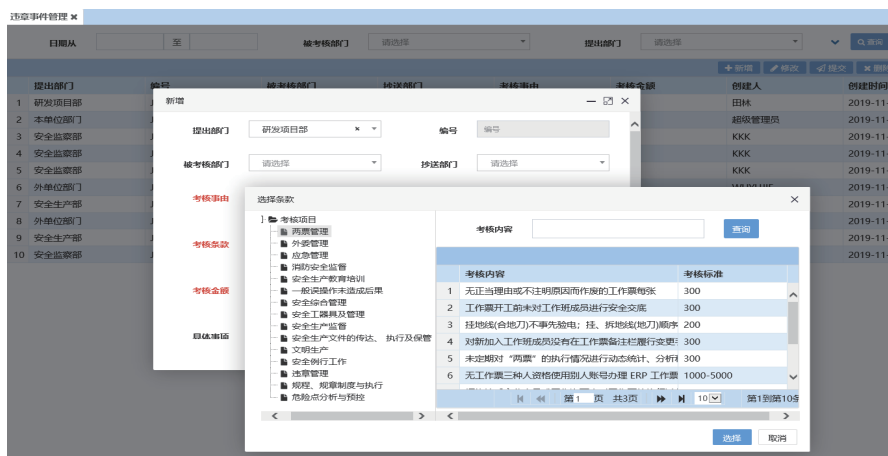 违章事件管理 ×
日期从 至 被考核部门 请选择 提出部门 请选择 查询
新增 修改 提交 删除
提出部门 编号 被考核部门 抄送部门 考核事由 考核金额 创建人 创建时间
1 研发项目部 田林 2019-11-
2 本单位部门 超级管理员 2019-11-
3 安全监察部 KKK 2019-11-
4 安全监察部 KKK 2019-11-
5 安全监察部 KKK 2019-11-
6 外单位部门 2019-11-
7 安全生产部
8 外单位部门
9 安全生产部
10 安全监察部
新增
提出部门 研发项目部 编号 编号
被考核部门 请选择 抄送部门 请选择
考核事由
考核条款
考核金额
具体事项
选择条款
考核项目
两票管理
外委管理
应急管理
消防安全监督
安全生产教育培训
一般误操作未造成后果
安全综合管理
安全工器具及管理
安全生产监督
安全生产文件的传达、 执行及保管
文明生产
安全例行工作
违章管理
规程、规章制度与执行
危险点分析与预控
考核内容 查询
考核内容 考核标准
1 无正当理由或不注明原因而作废的工作票每张 300
2 工作票开工前未对工作班成员进行安全交底 300
3 挂地线(合地刀)不事先验电；挂、拆地线(地刀)顺序 200
4 对新加入工作班成员没有在工作票备注栏履行变更 300
5 未定期对“两票”的执行情况进行动态统计、分析 300
6 无工作票三种人资格使用别人账号办理 ERP 工作票 1000-5000
第 1 页 共3页 10 第1到第10条
选择 取消